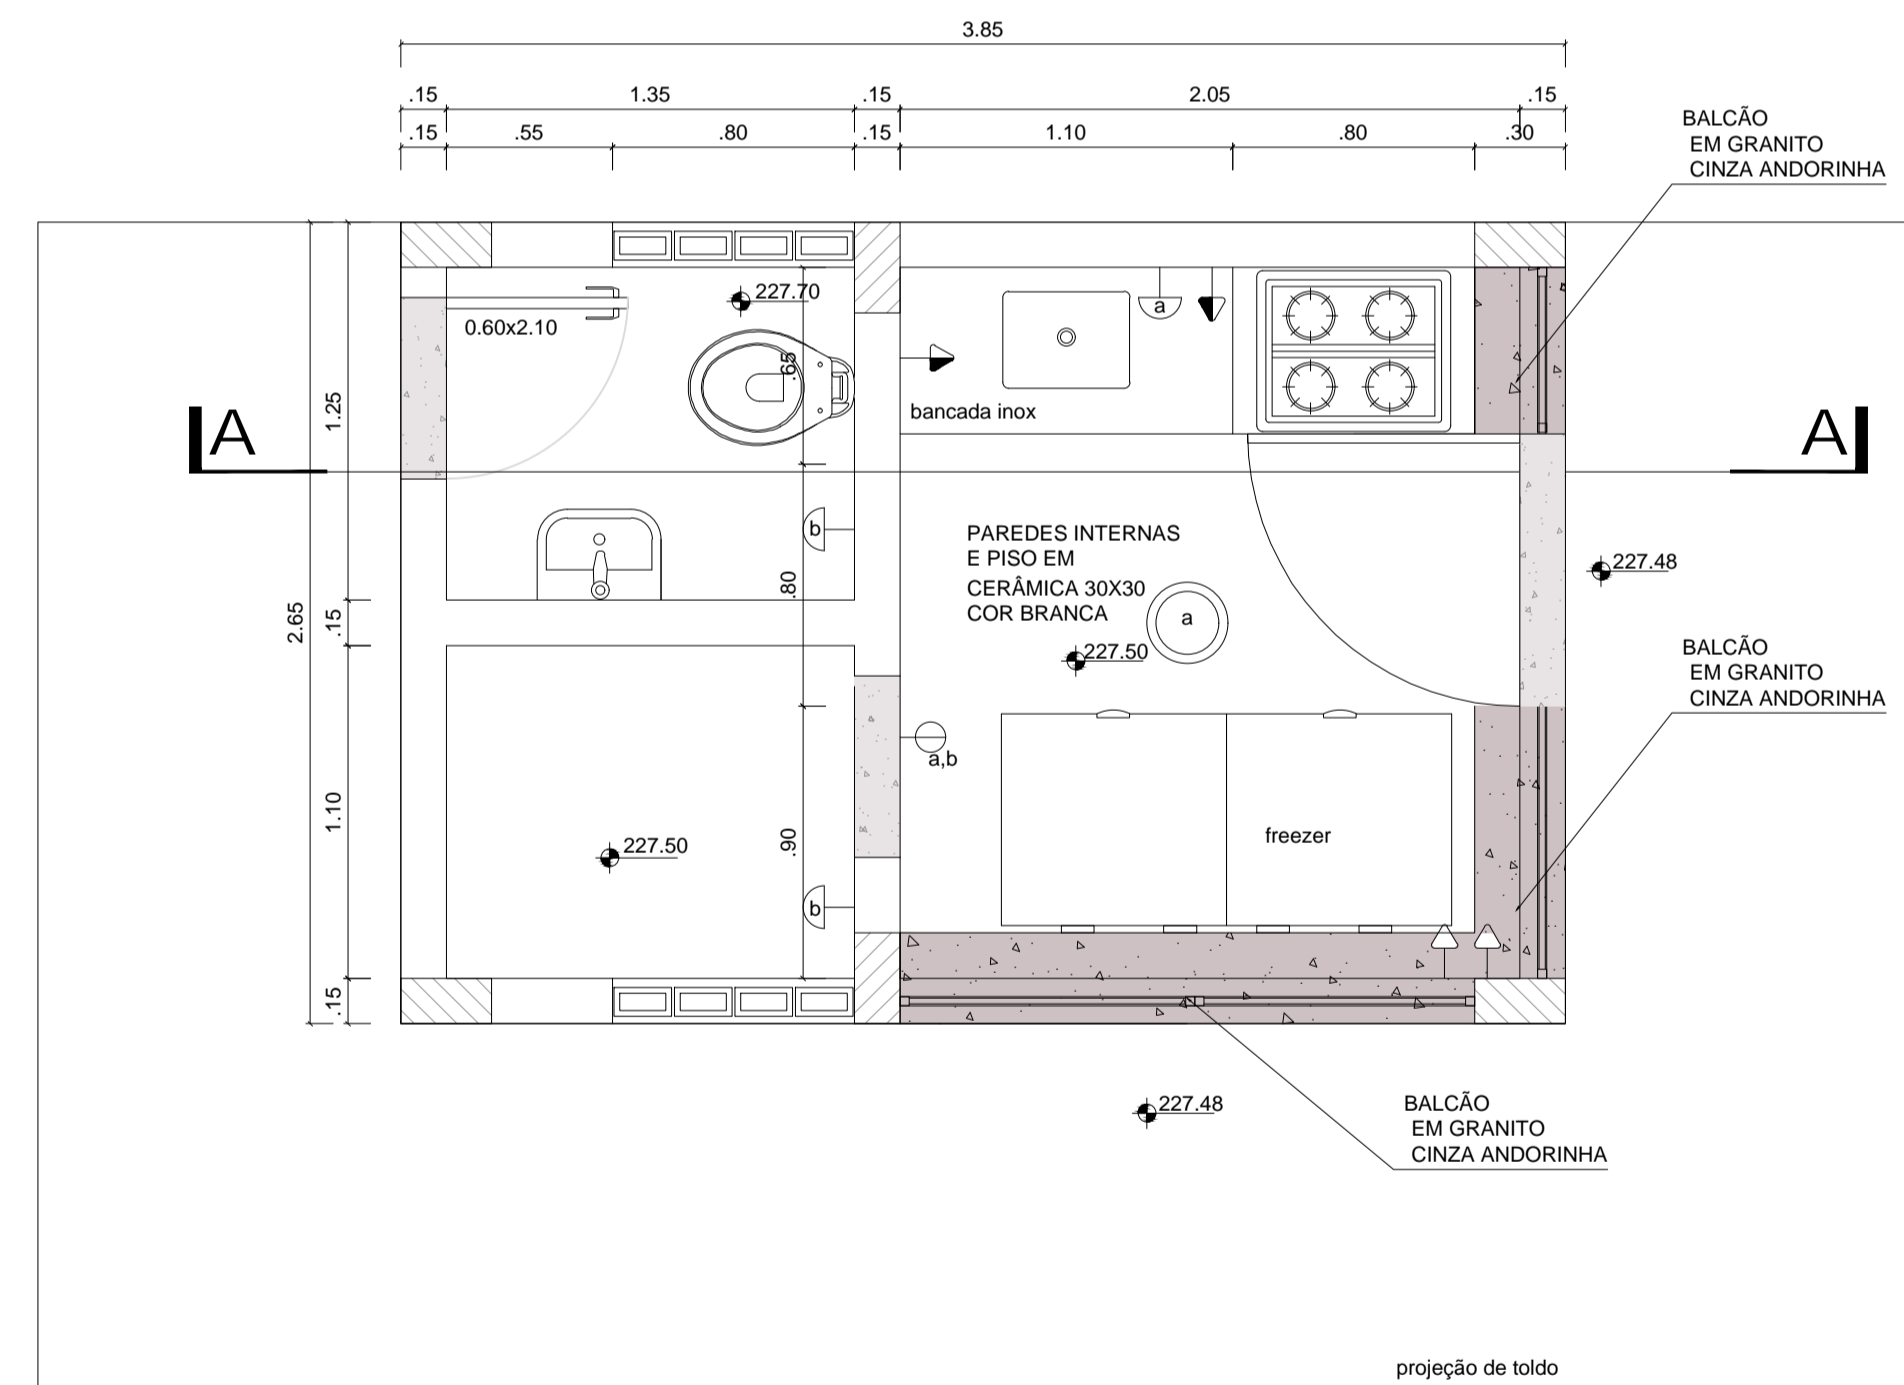 3.85
.15 1.35 .15 2.05 .15
.15 .55 .80 .15 1.10 .80 .30
BALCÃO
EM GRANITO
CINZA ANDORINHA
227.70
0.60x2.10
.65
a
bancada inox
1.25
A
A
b
PAREDES INTERNAS
E PISO EM
CERÂMICA 30X30
COR BRANCA
a
227.48
.80
2.65
.15
227.50
BALCÃO
EM GRANITO
CINZA ANDORINHA
a,b
1.10
.90
freezer
227.50
b
.15
227.48
BALCÃO
EM GRANITO
CINZA ANDORINHA
projeção de toldo